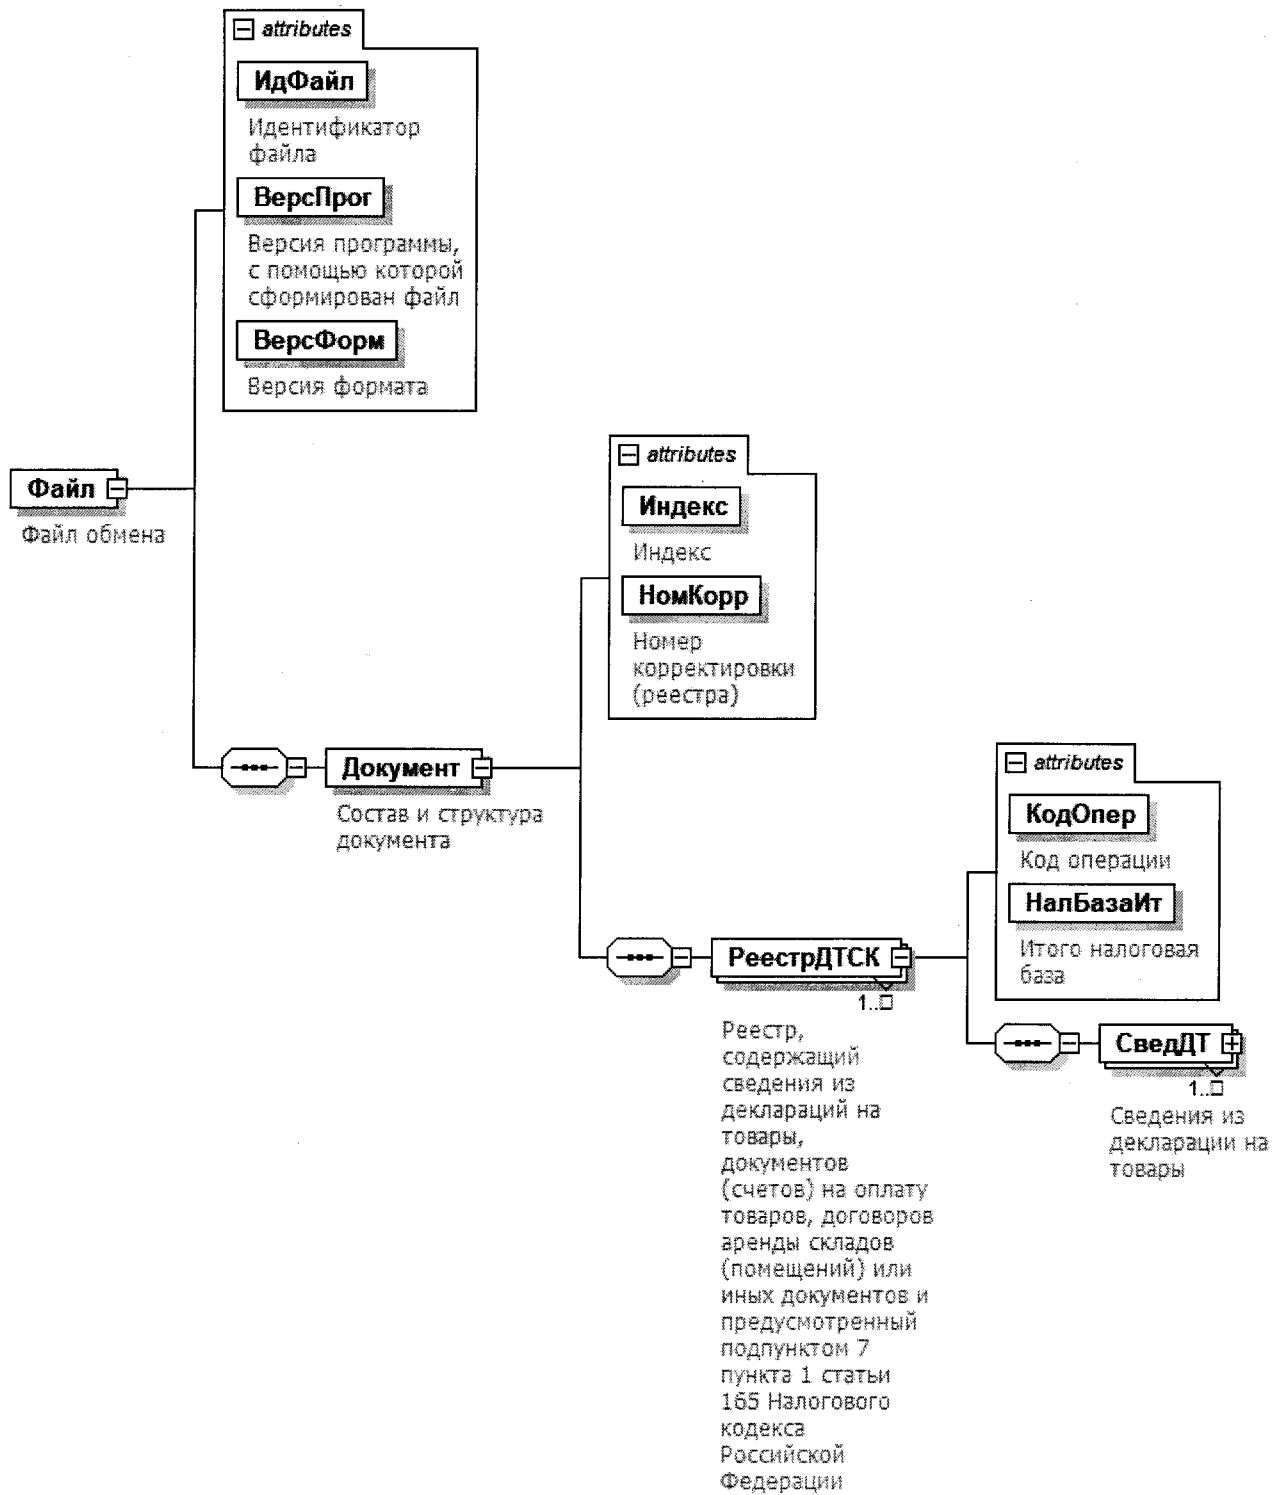 attributes
ИдФайл
Идентификатор
файла
ВерсПрог
Версия программы,
с помощью которой
сформирован файл
ВерсФорм
Версия формата
Файл
Файл обмена
attributes
Индекс
Индекс
НомКорр
Номер
корректировки
(реестра)
Документ
Состав и структура
документа
attributes
КодОпер
Код операции
НалБазаИт
Итого налоговая
база
РеестрДТСК
1..□
Реестр,
содержащий
сведения из
деклараций на
товары,
документов
(счетов) на оплату
товаров, договоров
аренды складов
(помещений) или
иных документов и
предусмотренный
подпунктом 7
пункта 1 статьи
165 Налогового
кодекса
Российской
Федерации
СведДТ
1..□
Сведения из
декларации на
товары